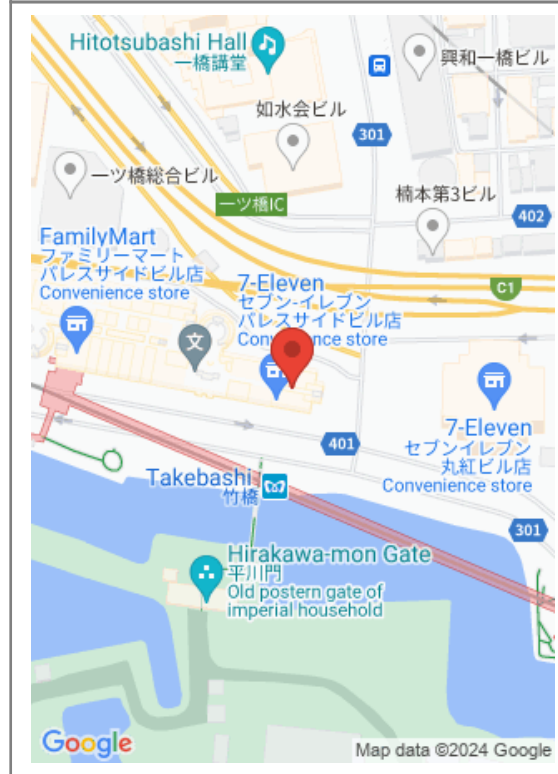 Hitotsubashi Hall
一橋講堂
興和一橋ビル
如水会ビル
301
一ツ橋総合ビル
楠本第3ビル
一ツ橋IC
402
FamilyMart
ファミリーマート
パレスサイドビル店
Convenience store
7-Eleven
セブン-イレブン
パレスサイドビル店
Convenience store
C1
文
7-Eleven
セブンイレブン
丸紅ビル店
Convenience store
401
Takebashi
竹橋
301
Hirakawa-mon Gate
平川門
Old postern gate of
imperial household
Google
Map data ©2024 Google